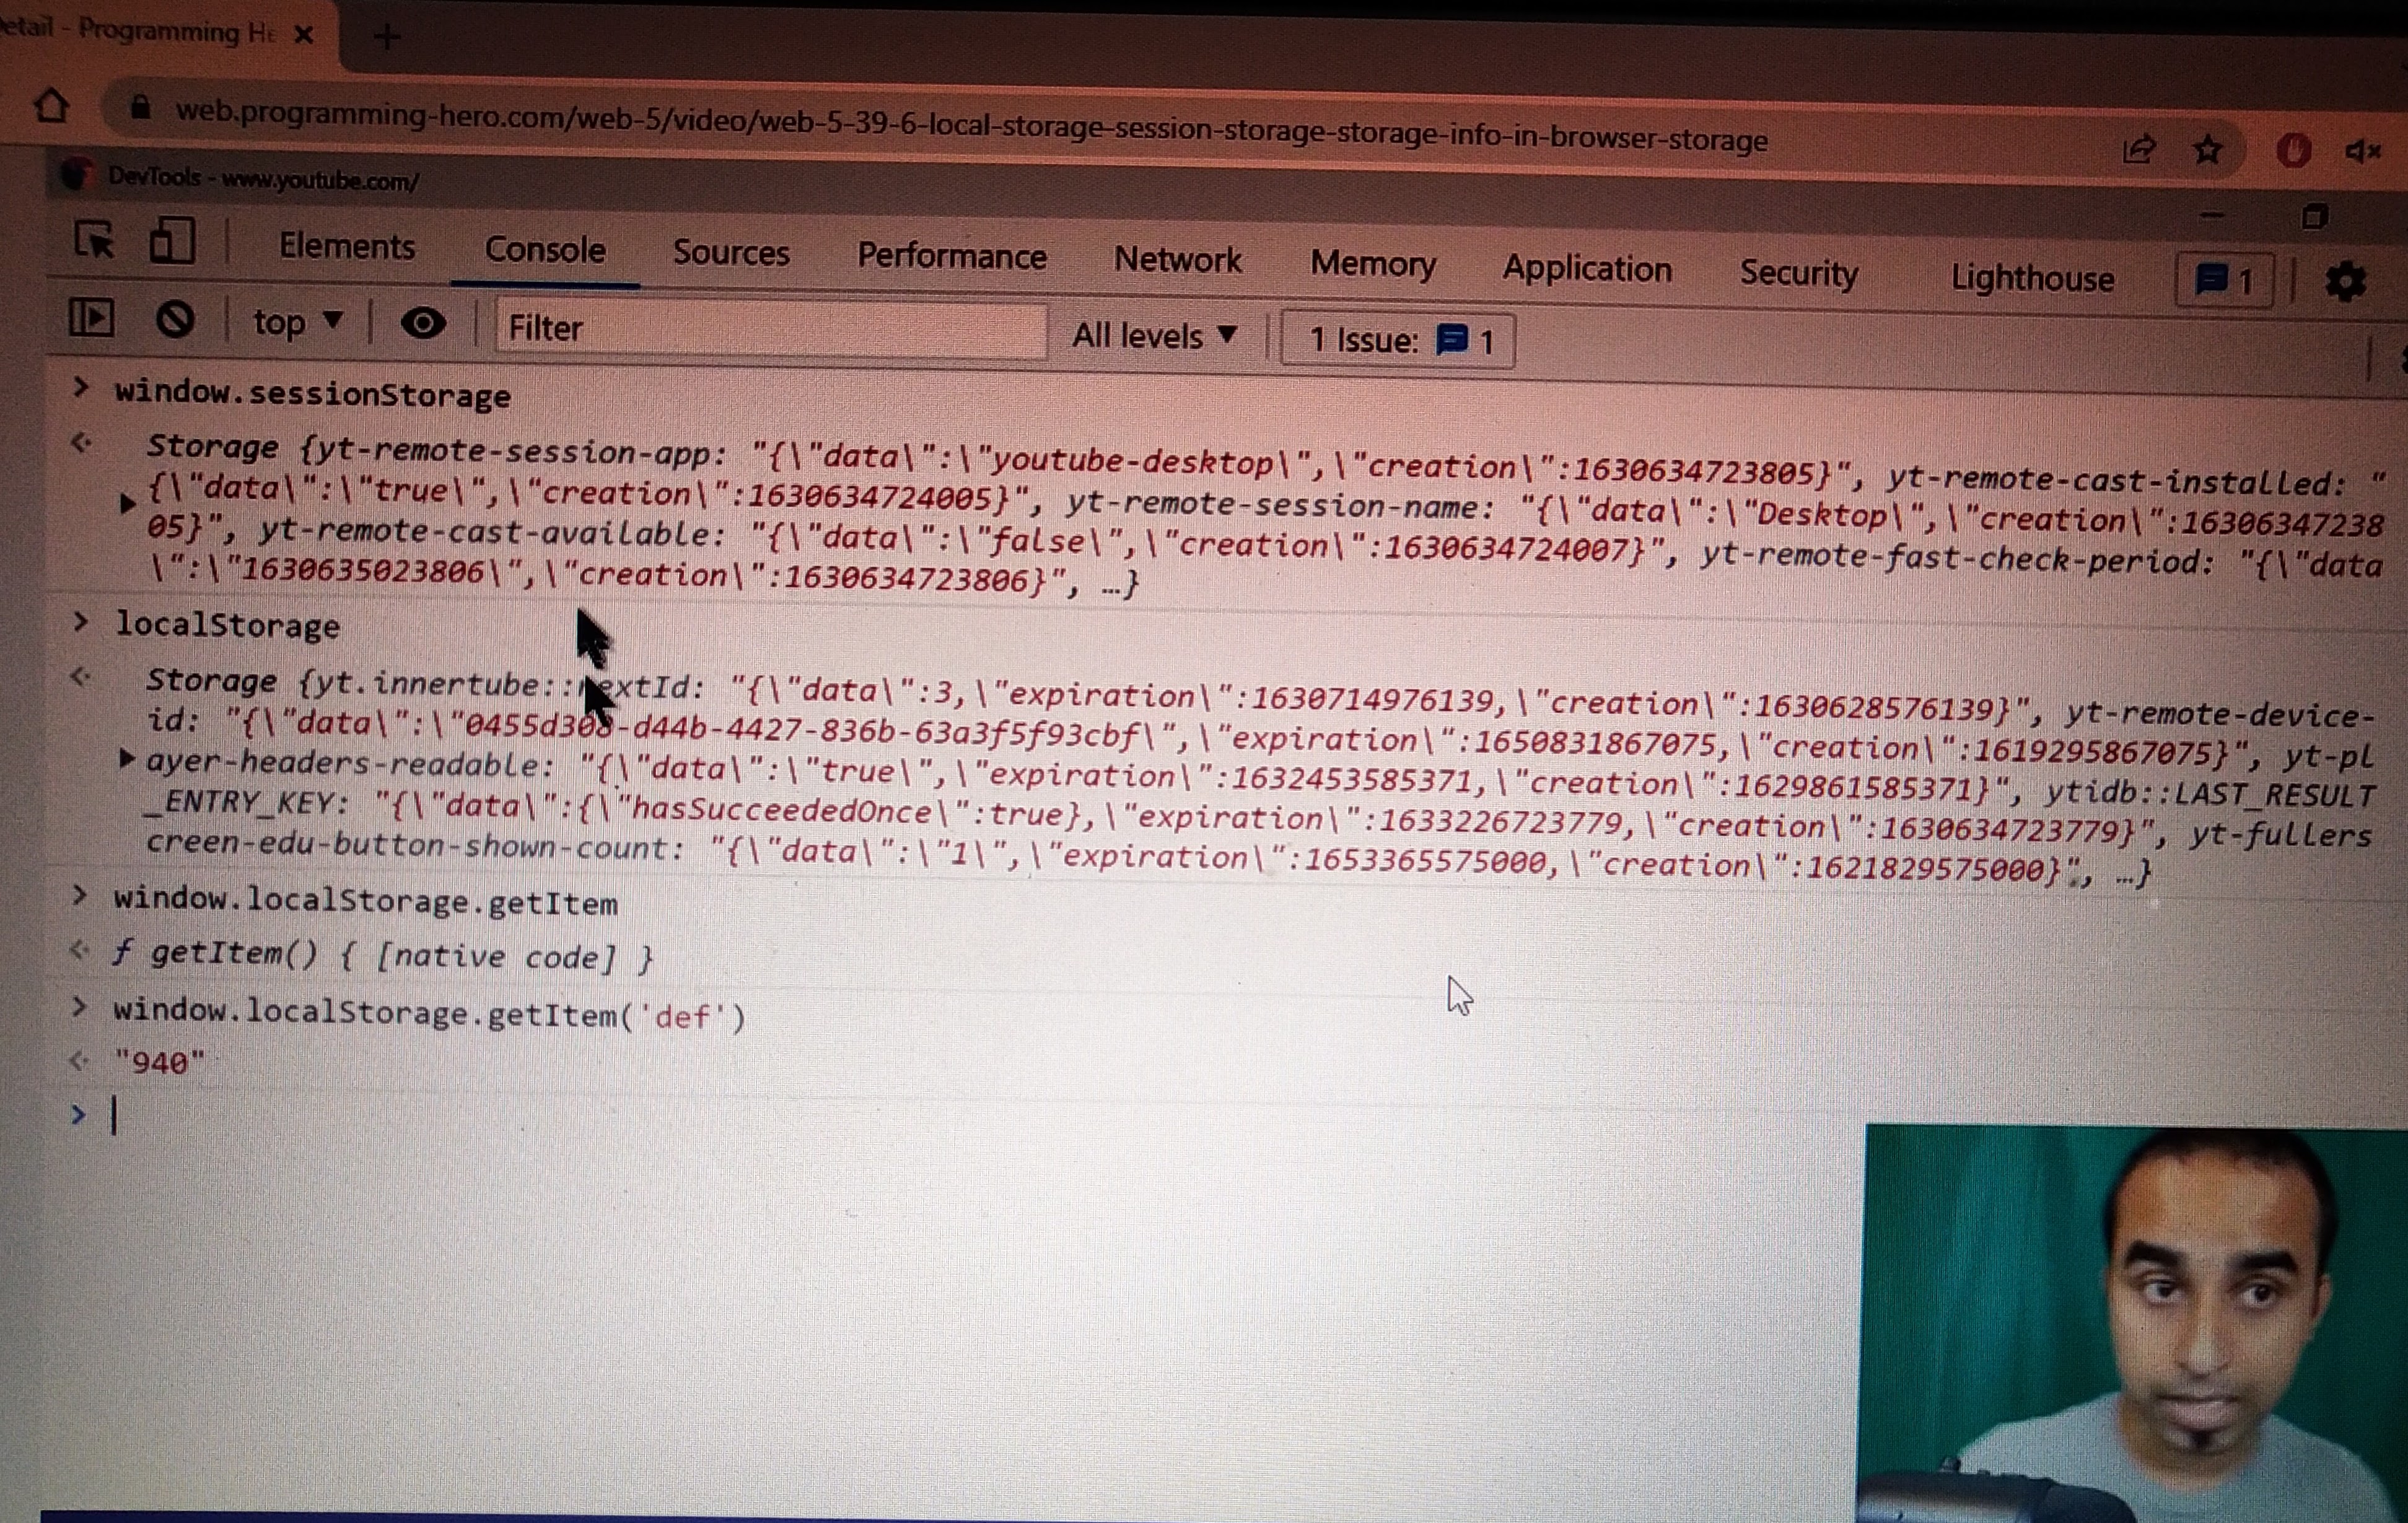 etail - Programming He
web.programming-hero.com/web-5/video/web-5-39-6-local-storage-session-storage-storage-info-in-browser-storage
DevTools - www.youtube.com/
Elements Console Sources Performance Network Memory Application Security Lighthouse 1
top Filter All levels 1 Issue: 1
> window.sessionStorage
Storage {yt-remote-session-app: "{\"data\":\"youtube-desktop\",\"creation\":1630634723805}", yt-remote-cast-installed: "
{\"data\":\"true\",\"creation\":1630634724005}", yt-remote-session-name: "{\"data\":\"Desktop\",\"creation\":16306347238
05}", yt-remote-cast-available: "{\"data\":\"false\",\"creation\":1630634724007}", yt-remote-fast-check-period: "{\"data
\":\"1630635023806\",\"creation\":1630634723806}", …}
> localStorage
Storage {yt.innertube::nextId: "{\"data\":3,\"expiration\":1630714976139,\"creation\":1630628576139}", yt-remote-device-
id: "{\"data\":\"0455d308-d44b-4427-836b-63a3f5f93cbf\",\"expiration\":1650831867075,\"creation\":1619295867075}", yt-pl
ayer-headers-readable: "{\"data\":\"true\",\"expiration\":1632453585371,\"creation\":1629861585371}", ytidb::LAST_RESULT
_ENTRY_KEY: "{\"data\":{\"hasSucceededOnce\":true},\"expiration\":1633226723779,\"creation\":1630634723779}", yt-fullers
creen-edu-button-shown-count: "{\"data\":\"1\",\"expiration\":1653365575000,\"creation\":1621829575000}", …}
> window.localStorage.getItem
ƒ getItem() { [native code] }
> window.localStorage.getItem('def')
"940"
>